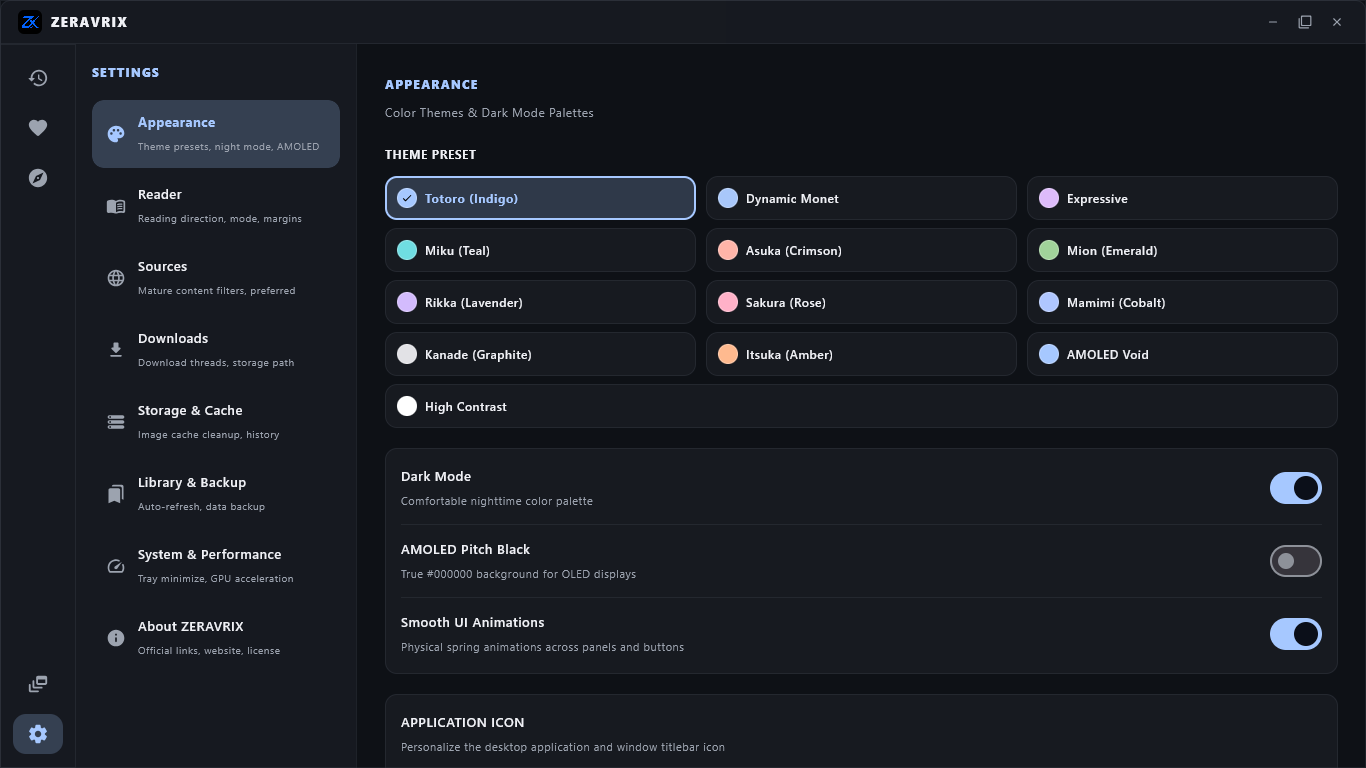 ZERAVRIX
SETTINGS
Appearance
Theme presets, night mode, AMOLED
Reader
Reading direction, mode, margins
Sources
Mature content filters, preferred
Downloads
Download threads, storage path
Storage & Cache
Image cache cleanup, history
Library & Backup
Auto-refresh, data backup
System & Performance
Tray minimize, GPU acceleration
About ZERAVRIX
Official links, website, license
APPEARANCE
Color Themes & Dark Mode Palettes
THEME PRESET
Totoro (Indigo)
Dynamic Monet
Expressive
Miku (Teal)
Asuka (Crimson)
Mion (Emerald)
Rikka (Lavender)
Sakura (Rose)
Mamimi (Cobalt)
Kanade (Graphite)
Itsuka (Amber)
AMOLED Void
High Contrast
Dark Mode
Comfortable nighttime color palette
AMOLED Pitch Black
True #000000 background for OLED displays
Smooth UI Animations
Physical spring animations across panels and buttons
APPLICATION ICON
Personalize the desktop application and window titlebar icon